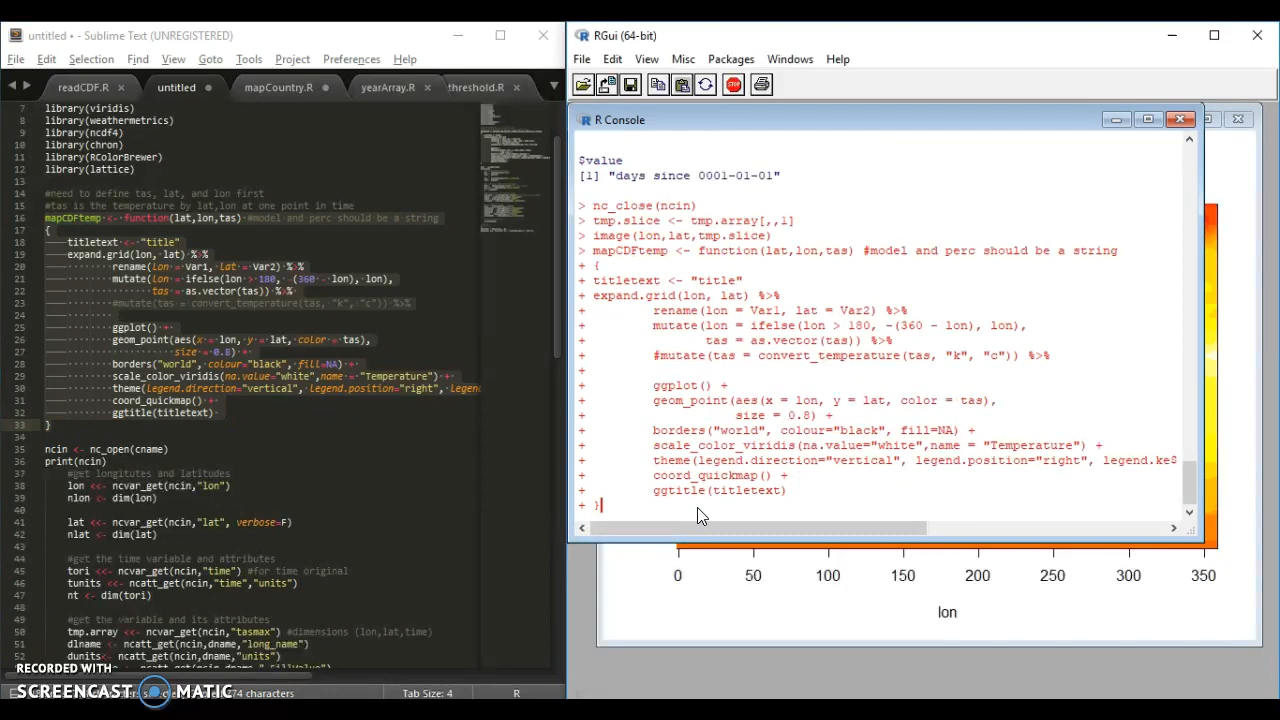 untitled • - Sublime Text (UNREGISTERED)
File Edit Selection Find View Goto Tools Project Preferences Help
readCDF.R untitled mapCountry.R yearArray.R threshold.R
7 library(viridis)
8 library(weathermetrics)
9 library(ncdf4)
10 library(chron)
11 library(RColorBrewer)
12 library(lattice)
13
14 #need to define tas, lat, and lon first
15 #tas is the temperature by lat,lon at one point in time
16 mapCDFtemp <- function(lat,lon,tas) #model and perc should be a string
17 {
18 titletext <- "title"
19 expand.grid(lon, lat) %>%
20 rename(lon = Var1, lat = Var2) %>%
21 mutate(lon = ifelse(lon > 180, -(360 - lon), lon),
22 tas = as.vector(tas)) %>%
23 #mutate(tas = convert_temperature(tas, "k", "c")) %>%
24
25 ggplot() +
26 geom_point(aes(x = lon, y = lat, color = tas),
27 size = 0.8) +
28 borders("world", colour="black", fill=NA) +
29 scale_color_viridis(na.value="white",name = "Temperature") +
30 theme(legend.direction="vertical", legend.position="right", legend
31 coord_quickmap() +
32 ggtitle(titletext)
33 }
34
35 ncin <- nc_open(cname)
36 print(ncin)
37 #get longitutes and latitudes
38 lon <<- ncvar_get(ncin,"lon")
39 nlon <- dim(lon)
40
41 lat <<- ncvar_get(ncin,"lat", verbose=F)
42 nlat <- dim(lat)
43
44 #get the time variable and attributes
45 tori <<- ncvar_get(ncin,"time") #for time original
46 tunits <<- ncatt_get(ncin,"time","units")
47 nt <- dim(tori)
48
49 #get the variable and its attributes
50 tmp.array <<- ncvar_get(ncin,"tasmax") #dimensions (lon,lat,time)
51 dlname <- ncatt_get(ncin,dname,"long_name")
52 dunits<- ncatt_get(ncin,dname,"units")
RECORDED WITH
SCREENCAST MATIC
74 characters
Tab Size: 4 R
RGui (64-bit)
File Edit View Misc Packages Windows Help
STOP
R Console
$value
[1] "days since 0001-01-01"
> nc_close(ncin)
> tmp.slice <- tmp.array[,,1]
> image(lon,lat,tmp.slice)
> mapCDFtemp <- function(lat,lon,tas) #model and perc should be a string
+ {
+ titletext <- "title"
+ expand.grid(lon, lat) %>%
+ rename(lon = Var1, lat = Var2) %>%
+ mutate(lon = ifelse(lon > 180, -(360 - lon), lon),
+ tas = as.vector(tas)) %>%
+ #mutate(tas = convert_temperature(tas, "k", "c")) %>%
+
+ ggplot() +
+ geom_point(aes(x = lon, y = lat, color = tas),
+ size = 0.8) +
+ borders("world", colour="black", fill=NA) +
+ scale_color_viridis(na.value="white",name = "Temperature") +
+ theme(legend.direction="vertical", legend.position="right", legend.ke$
+ coord_quickmap() +
+ ggtitle(titletext)
+ }
0 50 100 150 200 250 300 350
lon